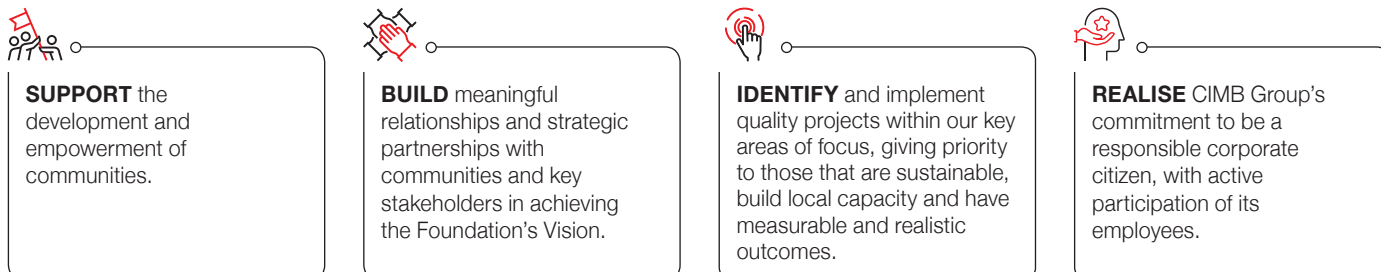 SUPPORT the
development and
empowerment of
communities.
BUILD meaningful
relationships and strategic
partnerships with
communities and key
stakeholders in achieving
the Foundation’s Vision.
IDENTIFY and implement
quality projects within our key
areas of focus, giving priority
to those that are sustainable,
build local capacity and have
measurable and realistic
outcomes.
REALISE CIMB Group’s
commitment to be a
responsible corporate
citizen, with active
participation of its
employees.